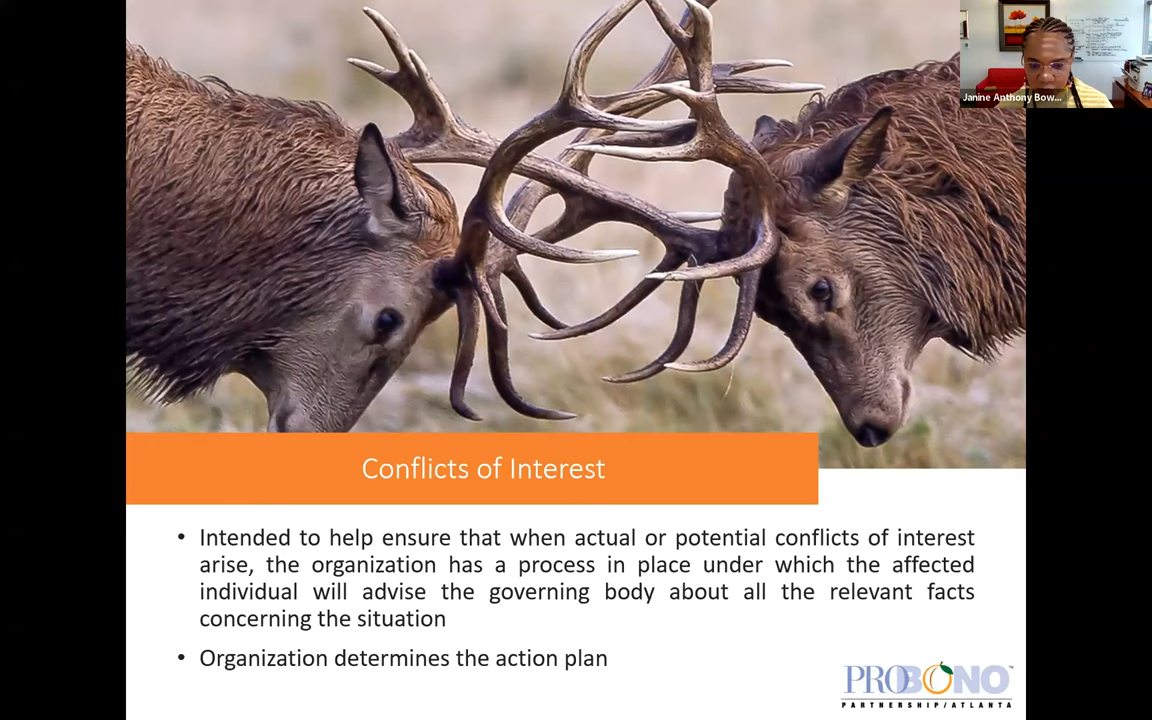 Janine Anthony Bow...
Conflicts of Interest
• Intended to help ensure that when actual or potential conflicts of interest
arise, the organization has a process in place under which the affected
individual will advise the governing body about all the relevant facts
concerning the situation
• Organization determines the action plan
PROBONO™
PARTNERSHIP/ATLANTA